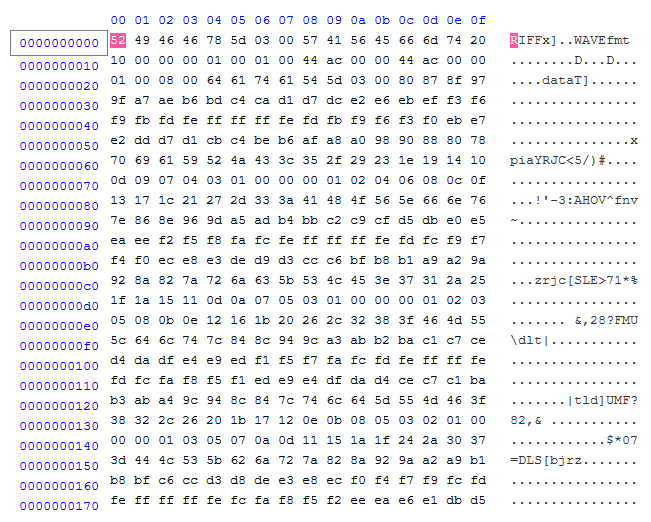 00 01 02 03 04 05 06 07 08 09 0a 0b 0c 0d 0e 0f
0000000000 52 49 46 46 78 5d 03 00 57 41 56 45 66 6d 74 20 RIFFx]..WAVEfmt
0000000010 10 00 00 00 01 00 01 00 44 ac 00 00 44 ac 00 00 ........D...D...
0000000020 01 00 08 00 64 61 74 61 54 5d 03 00 80 87 8f 97 ....dataT]......
0000000030 9f a7 ae b6 bd c4 ca d1 d7 dc e2 e6 eb ef f3 f6 ................
0000000040 f9 fb fd fe ff ff ff fe fd fb f9 f6 f3 f0 eb e7 ................
0000000050 e2 dd d7 d1 cb c4 be b6 af a8 a0 98 90 88 80 78 ...............x
0000000060 70 69 61 59 52 4a 43 3c 35 2f 29 23 1e 19 14 10 piaYRJC<5/)#....
0000000070 0d 09 07 04 03 01 00 00 00 01 02 04 06 08 0c 0f ................
0000000080 13 17 1c 21 27 2d 33 3a 41 48 4f 56 5e 66 6e 76 ...!'-3:AHOV^fnv
0000000090 7e 86 8e 96 9d a5 ad b4 bb c2 c9 cf d5 db e0 e5 ~...............
00000000a0 ea ee f2 f5 f8 fa fc fe ff ff ff fe fd fc f9 f7 ................
00000000b0 f4 f0 ec e8 e3 de d9 d3 cc c6 bf b8 b1 a9 a2 9a ................
00000000c0 92 8a 82 7a 72 6a 63 5b 53 4c 45 3e 37 31 2a 25 ...zrjc[SLE>71*%
00000000d0 1f 1a 15 11 0d 0a 07 05 03 01 00 00 00 01 02 03 ................
00000000e0 05 08 0b 0e 12 16 1b 20 26 2c 32 38 3f 46 4d 55 ....... &,28?FMU
00000000f0 5c 64 6c 74 7c 84 8c 94 9c a3 ab b2 ba c1 c7 ce \dlt|...........
0000000100 d4 da df e4 e9 ed f1 f5 f7 fa fc fd fe ff ff fe ................
0000000110 fd fc fa f8 f5 f1 ed e9 e4 df da d4 ce c7 c1 ba ................
0000000120 b3 ab a4 9c 94 8c 84 7c 74 6c 64 5d 55 4d 46 3f .......|tld]UMF?
0000000130 38 32 2c 26 20 1b 17 12 0e 0b 08 05 03 02 01 00 82,& ...........
0000000140 00 00 01 03 05 07 0a 0d 11 15 1a 1f 24 2a 30 37 ............$*07
0000000150 3d 44 4c 53 5b 62 6a 72 7a 82 8a 92 9a a2 a9 b1 =DLS[bjrz.......
0000000160 b8 bf c6 cc d3 d8 de e3 e8 ec f0 f4 f7 f9 fc fd ................
0000000170 fe ff ff ff fe fc fa f8 f5 f2 ee ea e6 e1 db d5 ................